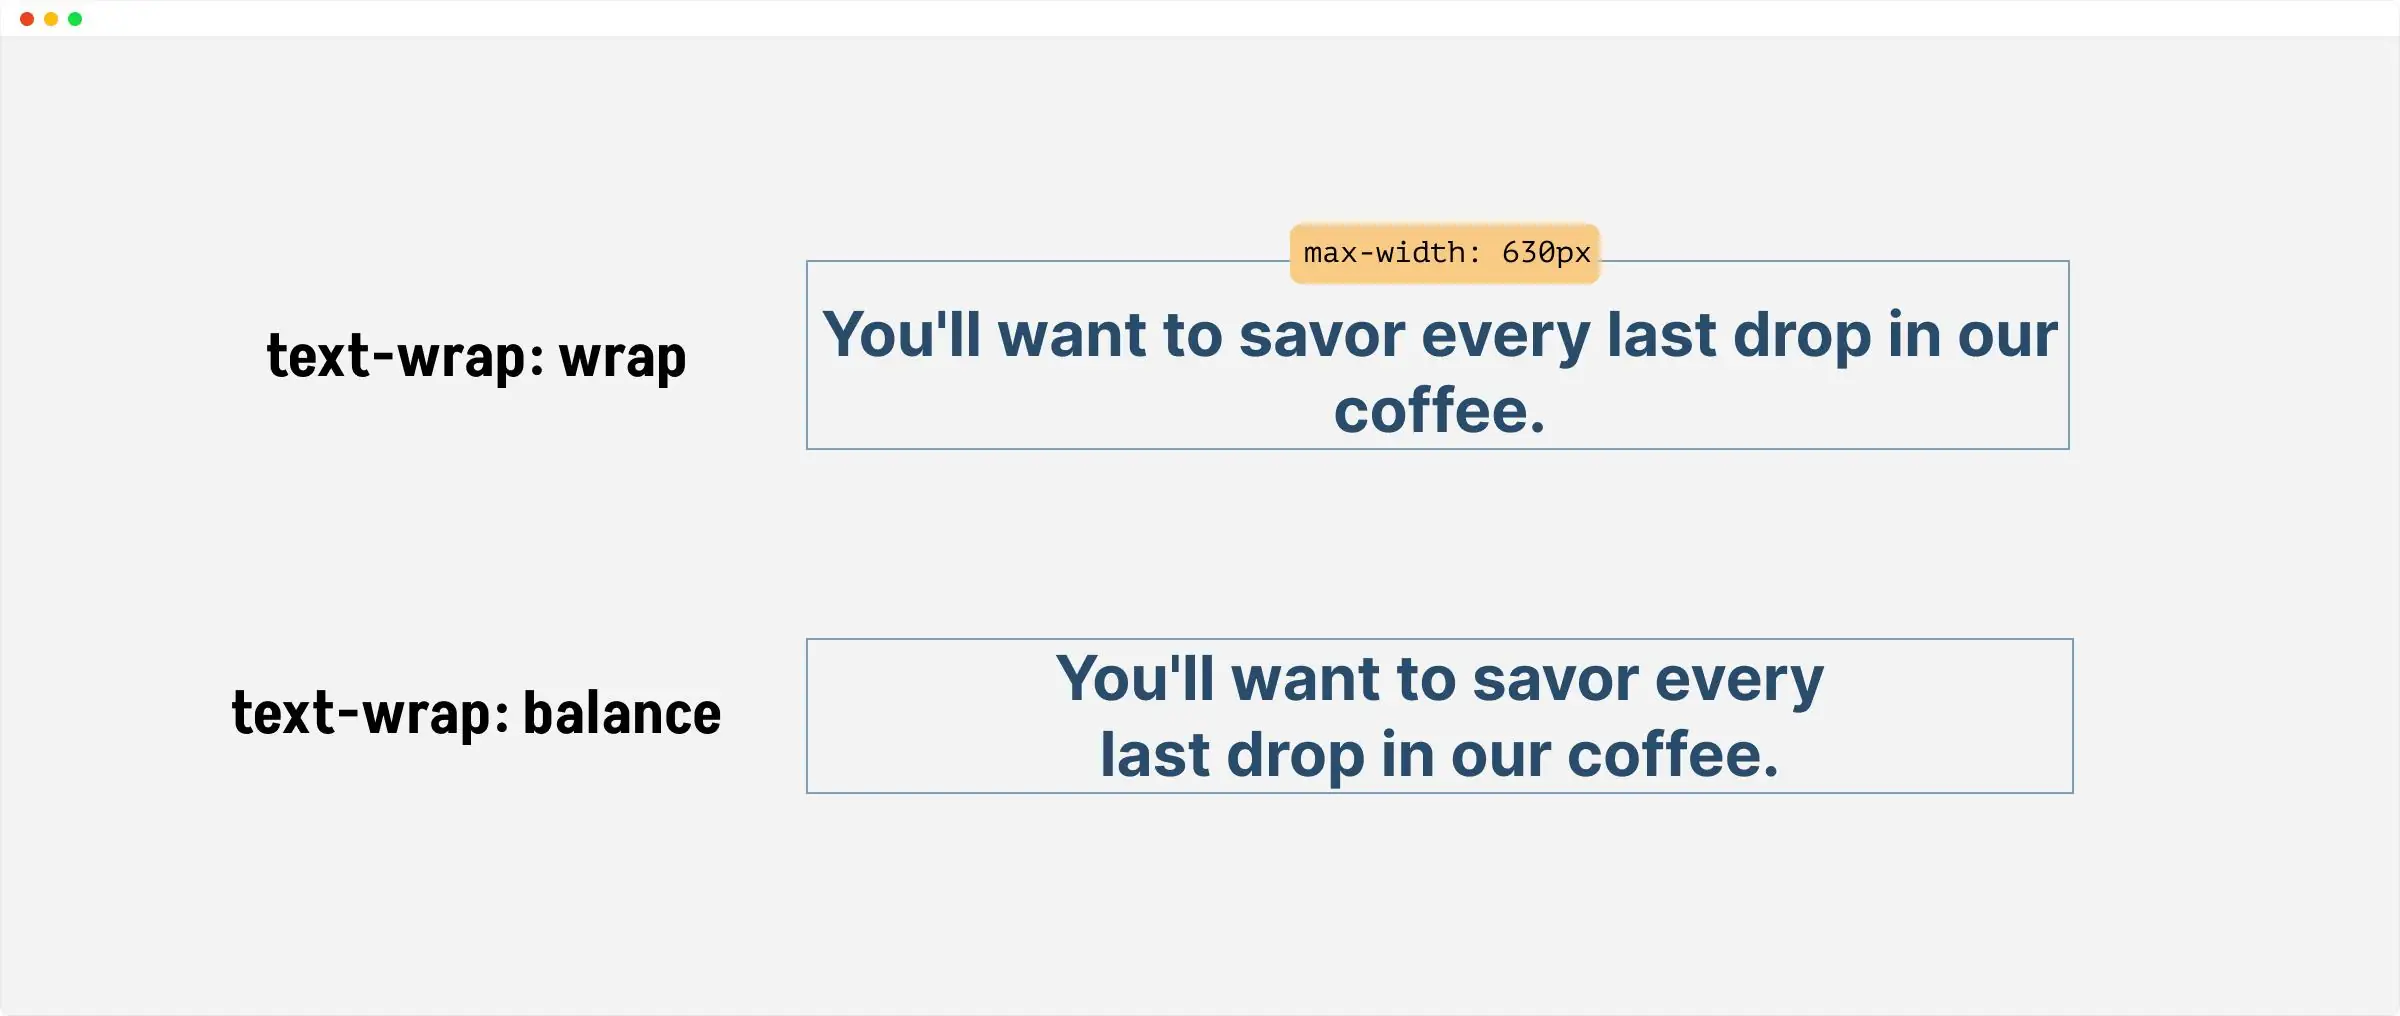 max-width: 630px
text-wrap: wrap
You'll want to savor every last drop in our
coffee.
text-wrap: balance
You'll want to savor every
last drop in our coffee.